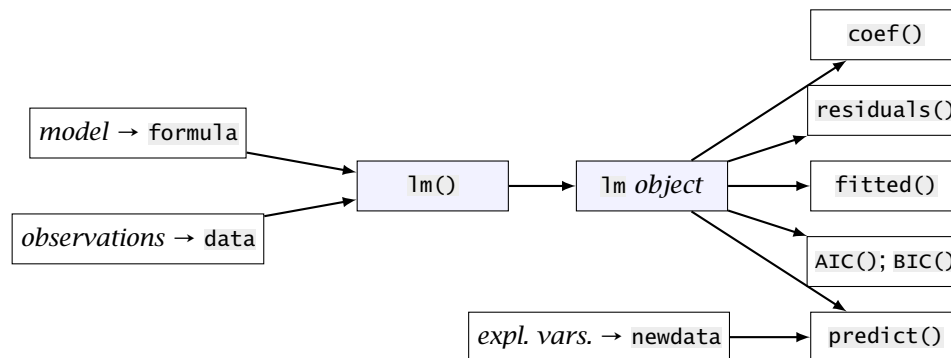 model → formula
observations → data
lm()
lm object
coef()
residuals()
fitted()
AIC(); BIC()
expl. vars. → newdata
predict()